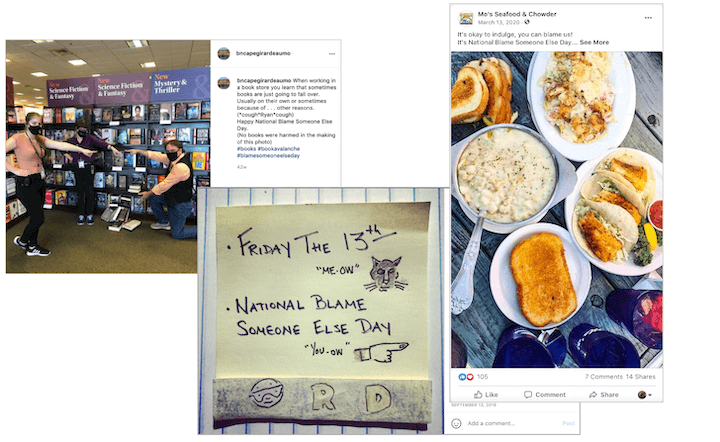 bncapegirardeaumo
bncapegirardeaumo When working in
a book store you learn that sometimes
books are just going to fall over.
Usually on their own or sometimes
because of . . . other reasons.
(*cough*Ryan*cough)
Happy National Blame Someone Else
Day.
(No books were harmed in the making
of this photo)
#books #bookavalanche
#blamesomeoneelseday
42w
New
Science Fiction
& Fantasy
New
Science Fiction
& Fantasy
New
Mystery &
Thriller
• FRIDAY THE 13th
"ME-OW"
• NATIONAL BLAME
SOMEONE ELSE DAY
"YOU-OW"
R D
Mo's Seafood & Chowder
March 13, 2020
It's okay to indulge, you can blame us!
It's National Blame Someone Else Day... See More
105
7 Comments 14 Shares
Like Comment Share
SEPTEMBER 13, 2019
Add a comment...
Post